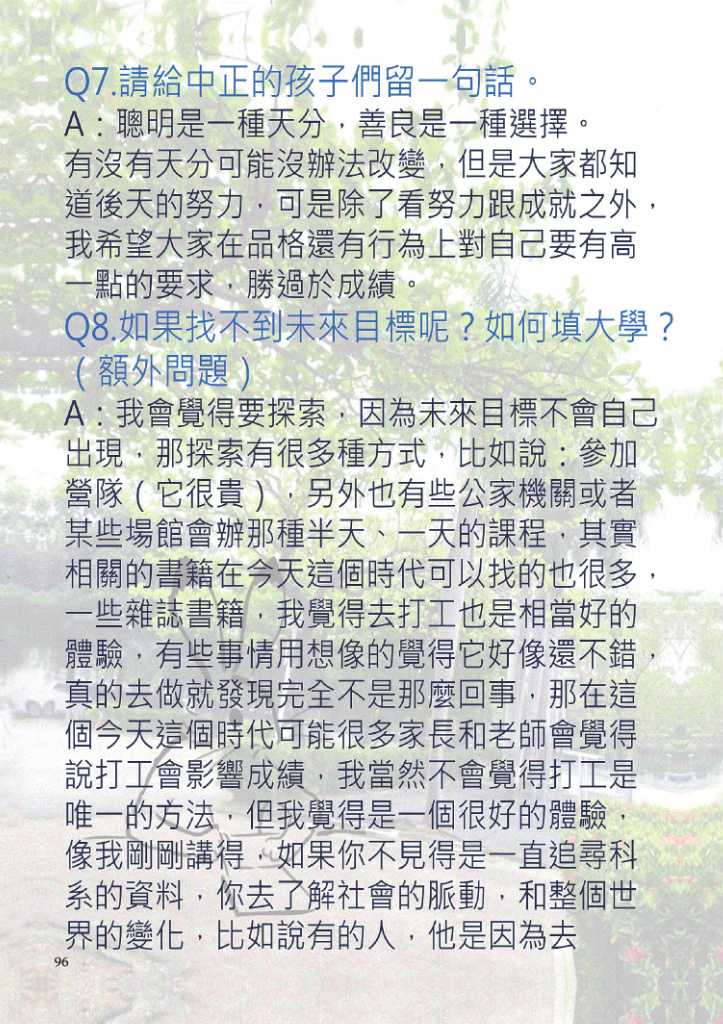 Q7.請給中正的孩子們留一句話。
A：聰明是一種天分，善良是一種選擇。
有沒有天分可能沒辦法改變，但是大家都知
道後天的努力，可是除了看努力跟成就之外，
我希望大家在品格還有行為上對自己要有高
一點的要求，勝過於成績。
Q8.如果找不到未來目標呢？如何填大學？
（額外問題）
A：我會覺得要探索，因為未來目標不會自己
出現，那探索有很多種方式，比如說：參加
營隊（它很貴），另外也有些公家機關或者
某些場館會辦那種半天、一天的課程，其實
相關的書籍在今天這個時代可以找的也很多，
一些雜誌書籍，我覺得去打工也是相當好的
體驗，有些事情用想像的覺得它好像還不錯，
真的去做就發現完全不是那麼回事，那在這
個今天這個時代可能很多家長和老師會覺得
說打工會影響成績，我當然不會覺得打工是
唯一的方法，但我覺得是一個很好的體驗，
像我剛剛講得，如果你不見得是一直追尋科
系的資料，你去了解社會的脈動，和整個世
界的變化，比如說有的人，他是因為去
96